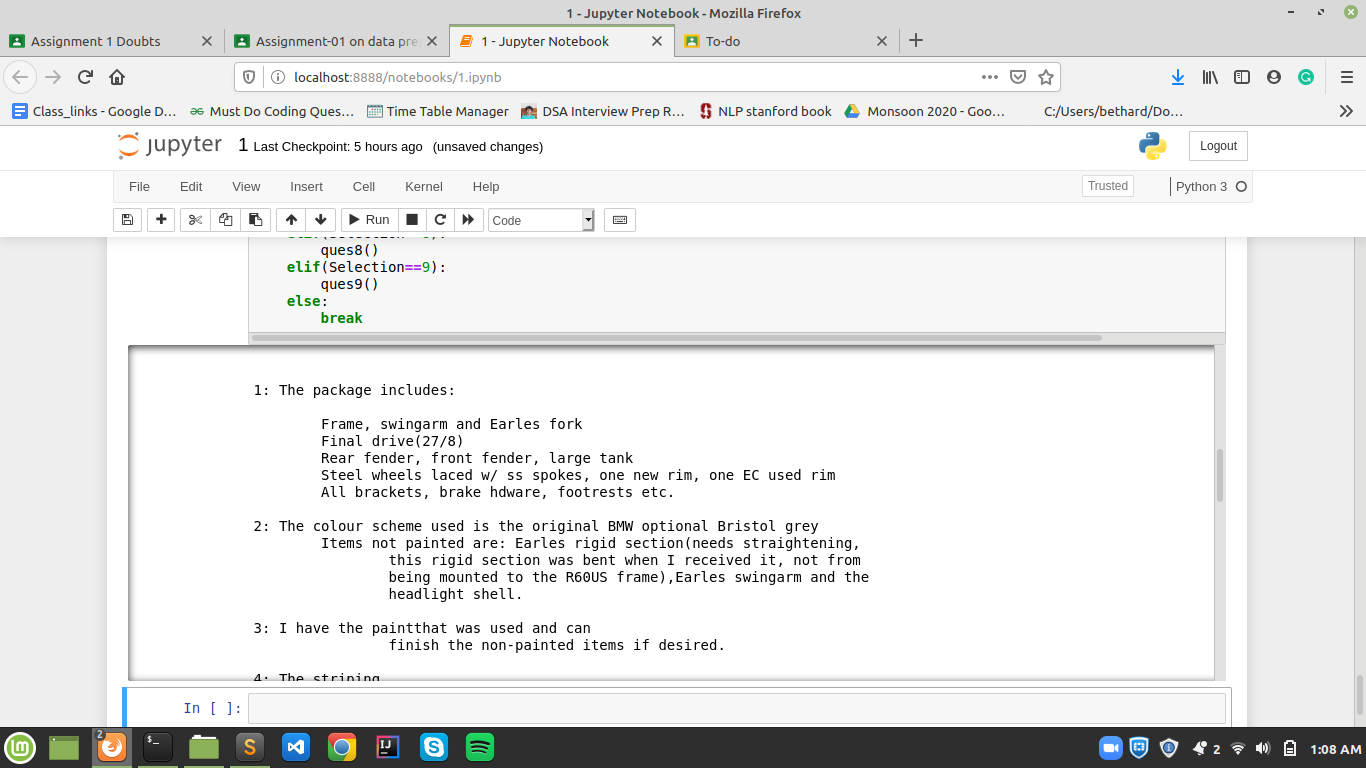 1 - Jupyter Notebook - Mozilla Firefox
Assignment 1 Doubts
Assignment-01 on data pre
1 - Jupyter Notebook
To-do
localhost:8888/notebooks/1.ipynb
Class_links - Google D…
Must Do Coding Ques…
Time Table Manager
DSA Interview Prep R…
NLP stanford book
Monsoon 2020 - Goo…
C:/Users/bethard/Do…
jupyter 1 Last Checkpoint: 5 hours ago (unsaved changes)
Logout
File Edit View Insert Cell Kernel Help
Trusted
Python 3
Run
Code
ques8()
elif(Selection==9):
ques9()
else:
break
1: The package includes:
Frame, swingarm and Earles fork
Final drive(27/8)
Rear fender, front fender, large tank
Steel wheels laced w/ ss spokes, one new rim, one EC used rim
All brackets, brake hdware, footrests etc.
2: The colour scheme used is the original BMW optional Bristol grey
Items not painted are: Earles rigid section(needs straightening,
this rigid section was bent when I received it, not from
being mounted to the R60US frame),Earles swingarm and the
headlight shell.
3: I have the paintthat was used and can
finish the non-painted items if desired.
4: The striping
In [ ]:
2
2
1:08 AM